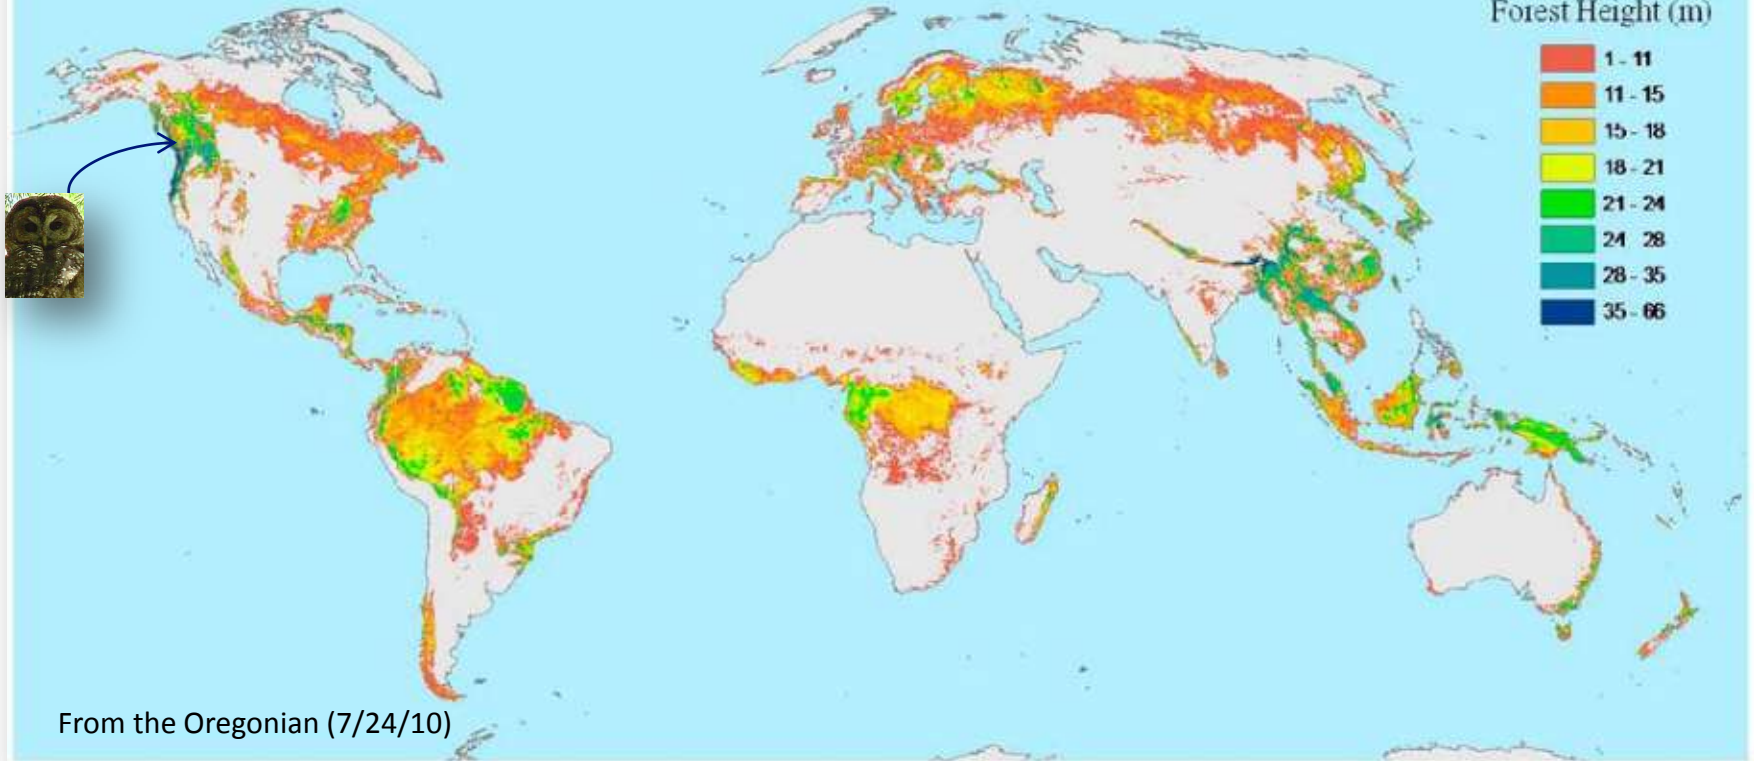 Forest Height (m)
1 - 11
11 - 15
15 - 18
18 - 21
21 - 24
24 28
28 - 35
35 - 66
From the Oregonian (7/24/10)